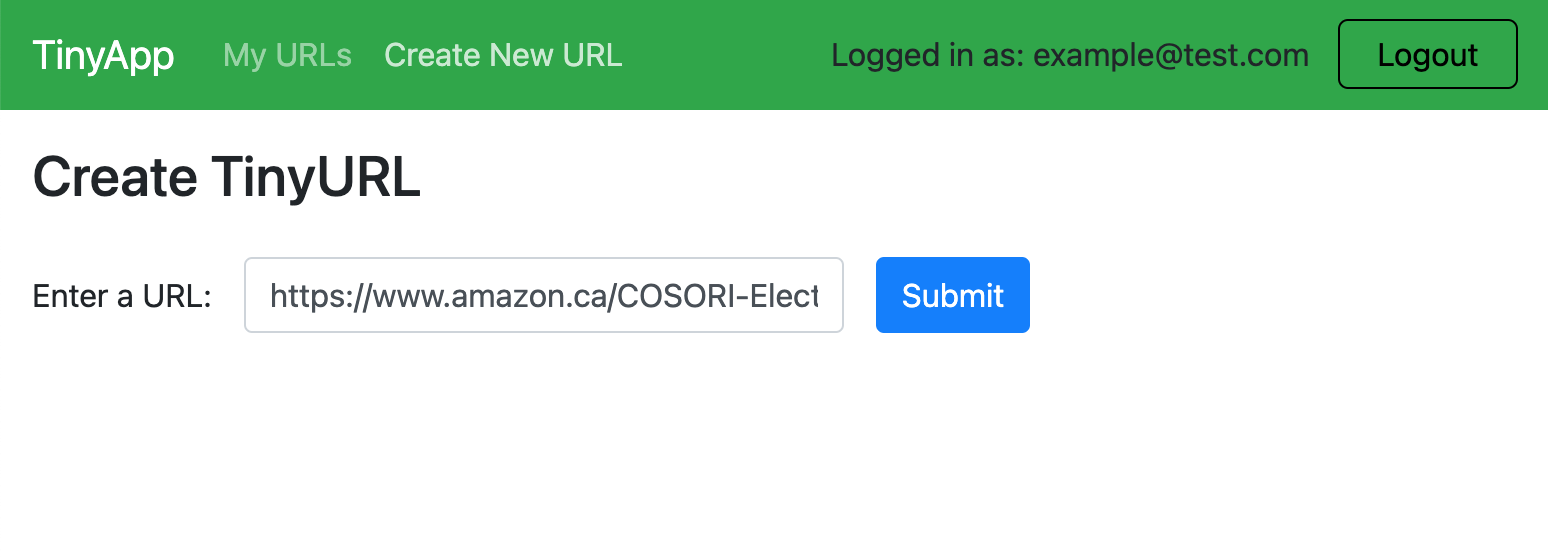 TinyApp My URLs Create New URL Logged in as: example@test.com Logout
Create TinyURL
Enter a URL: https://www.amazon.ca/COSORI-Elect Submit